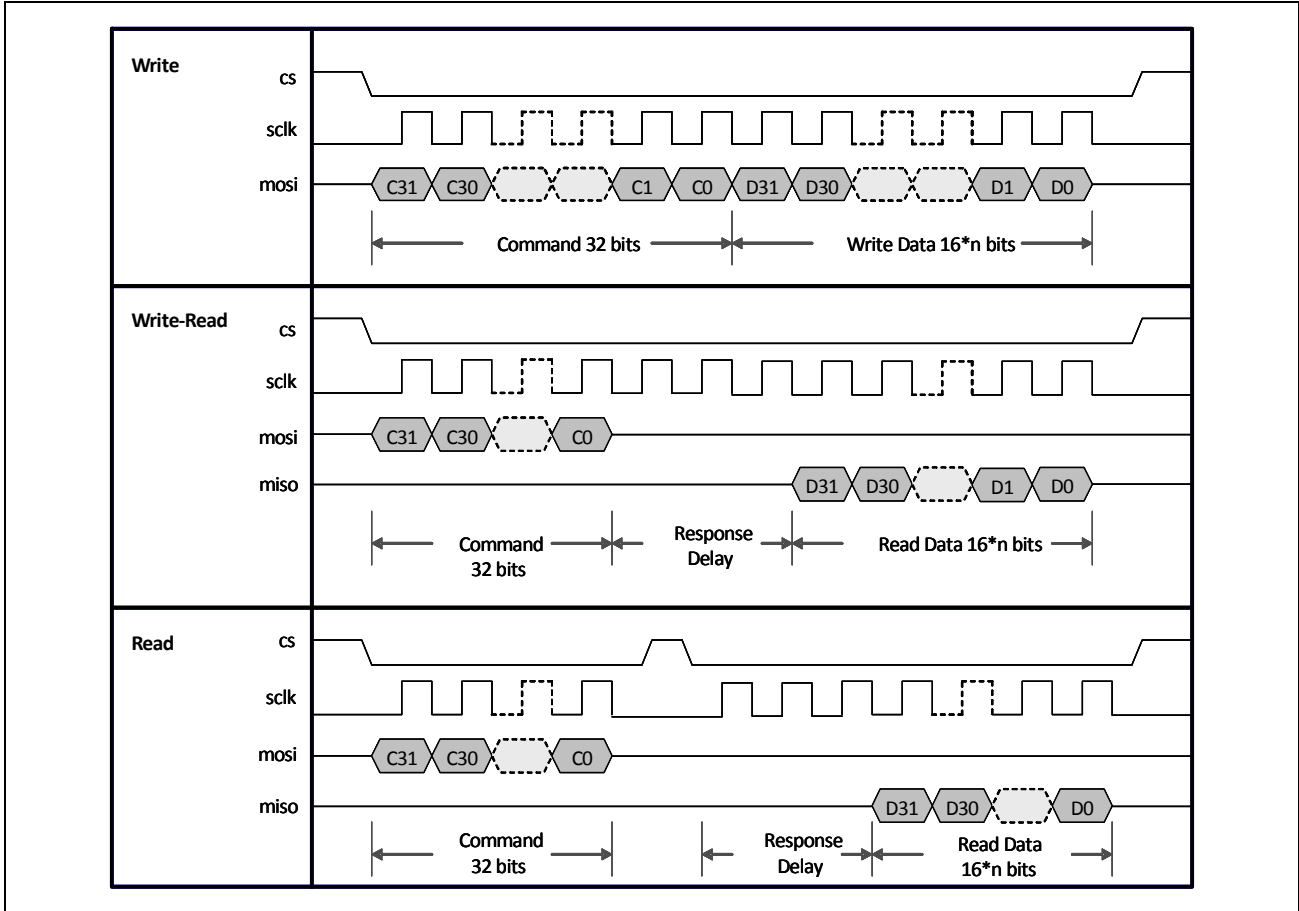 Write
cs
sclk
mosi C31 C30 C1 C0 D31 D30 D1 D0
Command 32 bits Write Data 16*n bits
Write-Read
cs
sclk
mosi C31 C30 C0
miso D31 D30 D1 D0
Command 32 bits Response Delay Read Data 16*n bits
Read cs
sclk
mosi C31 C30 C0
miso D31 D30 D0
Command 32 bits Response Delay Read Data 16*n bits